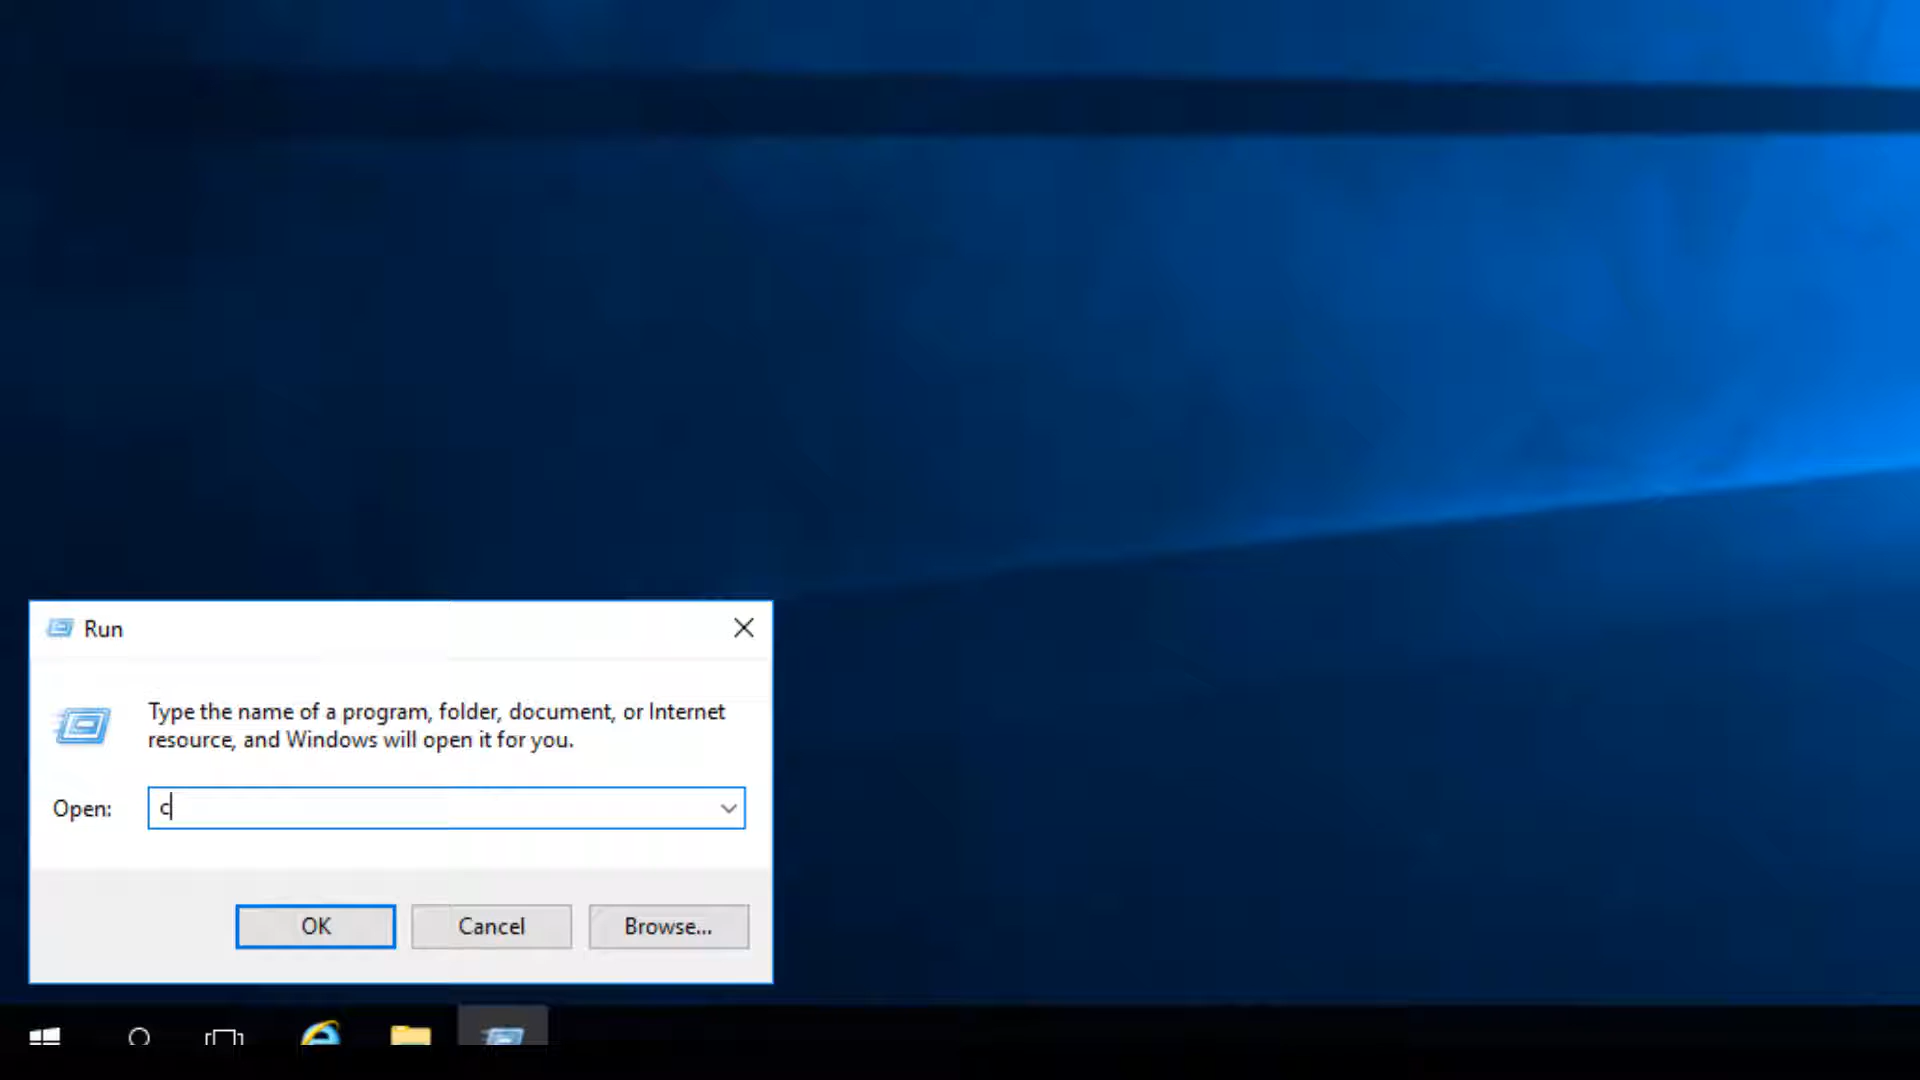 Run
Type the name of a program, folder, document, or Internet
resource, and Windows will open it for you.
Open: c
OK Cancel Browse...